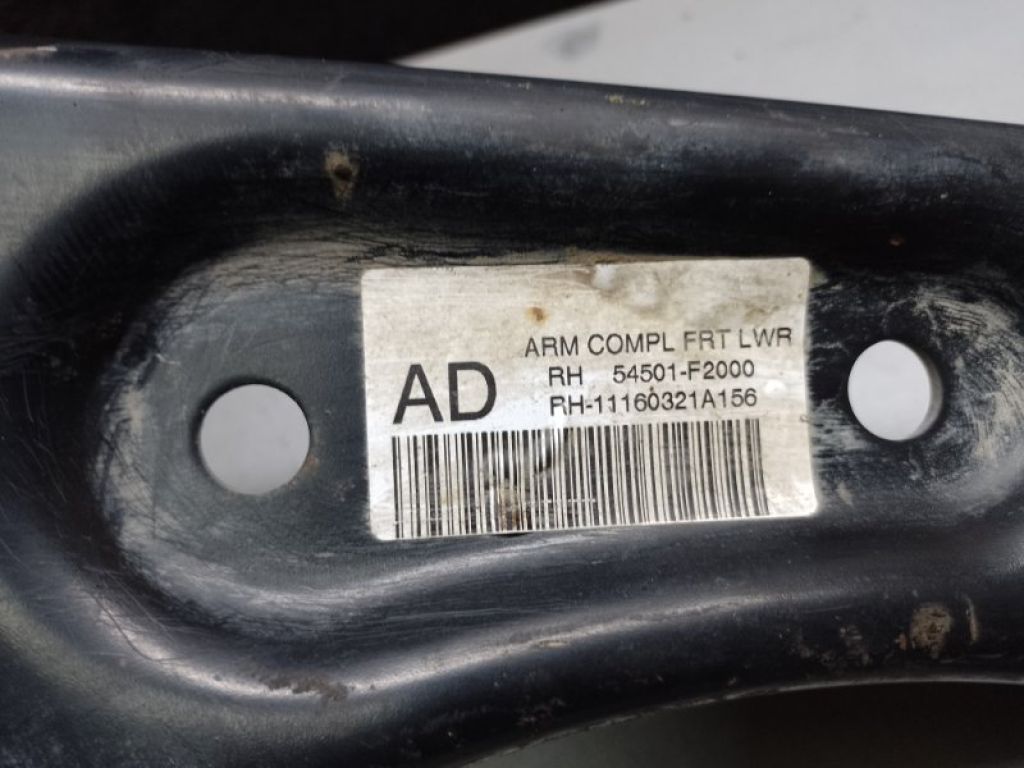 ARM COMPL FRT LWR
AD
RH 54501-F2000
RH-11160321A156